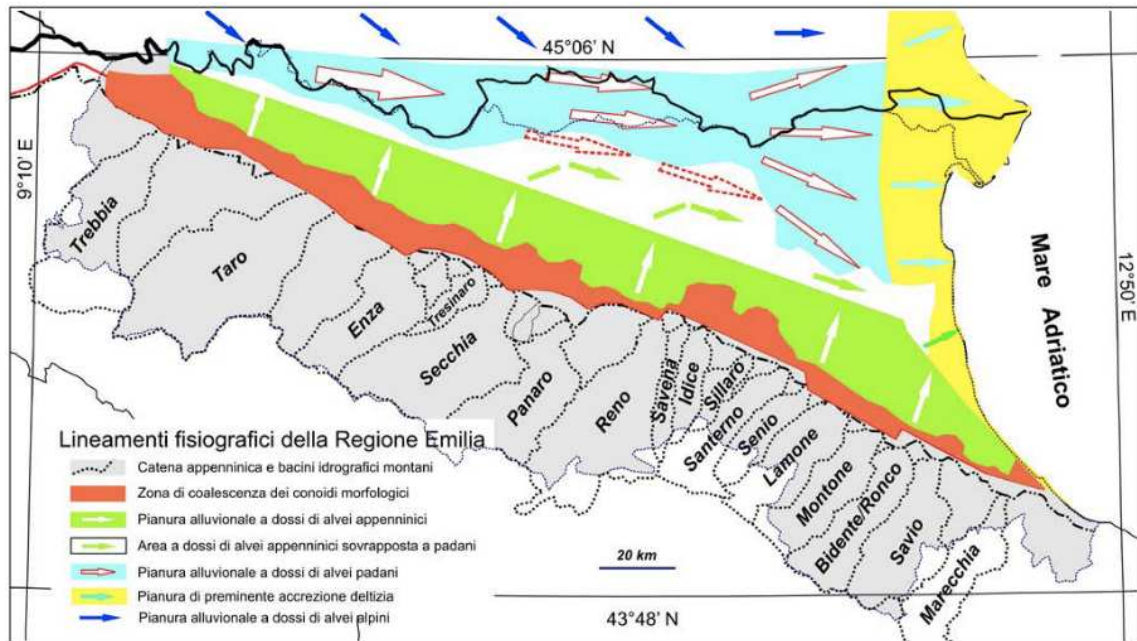 45°06' N
9°10' E
12°50' E
Mare Adriatico
Trebbia
Taro
Enza
Tresinaro
Secchia
Panaro
Reno
Savena
Idice
Sillaro
Santerno
Senio
Lamone
Montone
Bidente/Ronco
Savio
Marecchia
Lineamenti fisiografici della Regione Emilia
Catena appenninica e bacini idrografici montani
Zona di coalescenza dei conoidi morfologici
Pianura alluvionale a dossi di alvei appenninici
Area a dossi di alvei appenninici sovrapposta a padani
Pianura alluvionale a dossi di alvei padani
Pianura di preminente accrezione deltizia
Pianura alluvionale a dossi di alvei alpini
20 km
43°48' N